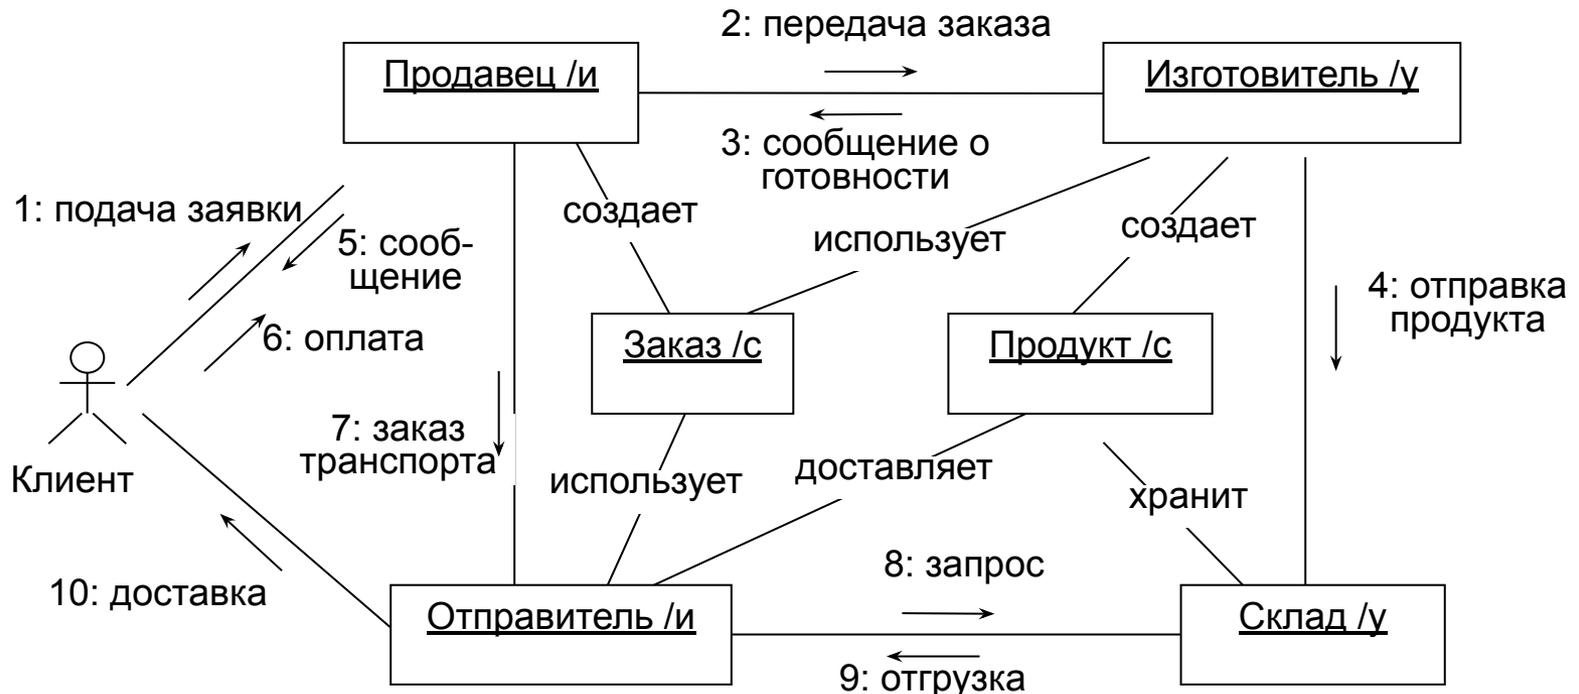 2: передача заказа
Продавец /и
Изготовитель /у
3: сообщение о
готовности
1: подача заявки
создает
5: сооб-
щение
использует
создает
4: отправка
продукта
6: оплата
Заказ /с
Продукт /с
Клиент
7: заказ
транспорта
использует
доставляет
хранит
10: доставка
8: запрос
Отправитель /и
Склад /у
9: отгрузка